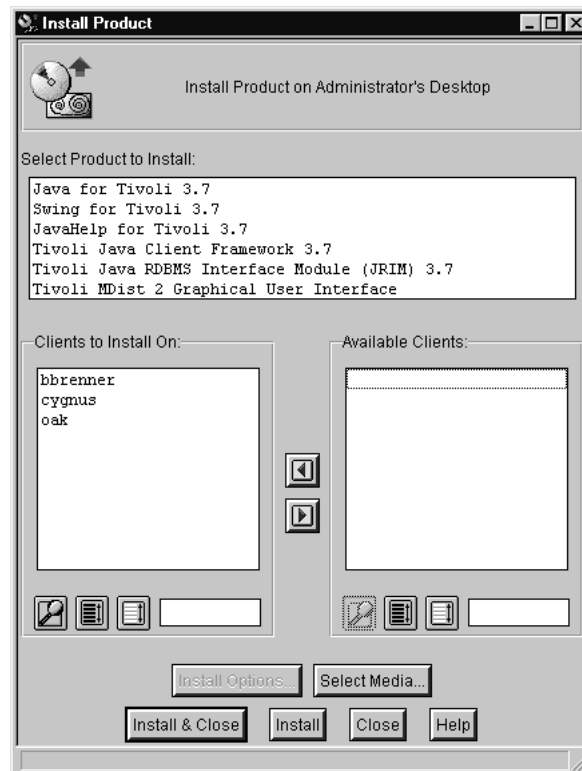 Install Product
Install Product on Administrator's Desktop
Select Product to Install:
Java for Tivoli 3.7
Swing for Tivoli 3.7
JavaHelp for Tivoli 3.7
Tivoli Java Client Framework 3.7
Tivoli Java RDBMS Interface Module (JRIM) 3.7
Tivoli MDist 2 Graphical User Interface
Clients to Install On:
bbrenner
cygnus
oak
Available Clients:
Install Options...
Select Media...
Install & Close
Install
Close
Help